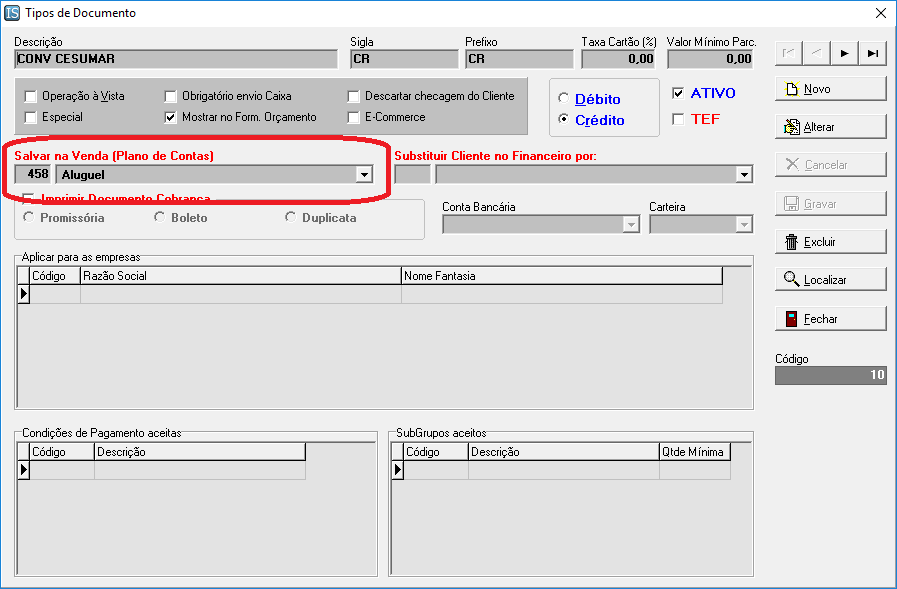 IS Tipos de Documento
Descrição Sigla Prefixo Taxa Cartão (%) Valor Mínimo Parc.
CONV CESUMAR CR CR 0,00 0,00
Operação à Vista Obrigatório envio Caixa Descartar checagem do Cliente
Especial Mostrar no Form. Orçamento E-Commerce
Débito
Crédito
ATIVO
TEF
Salvar na Venda (Plano de Contas) Substituir Cliente no Financeiro por:
458 Aluguel
Imprimir Documento Cobrança
Promissória Boleto Duplicata
Conta Bancária Carteira
Aplicar para as empresas
Código Razão Social Nome Fantasia
Condições de Pagamento aceitas
Código Descrição
SubGrupos aceitos
Código Descrição Qtde Mínima
Novo
Alterar
Cancelar
Gravar
Excluir
Localizar
Fechar
Código
10